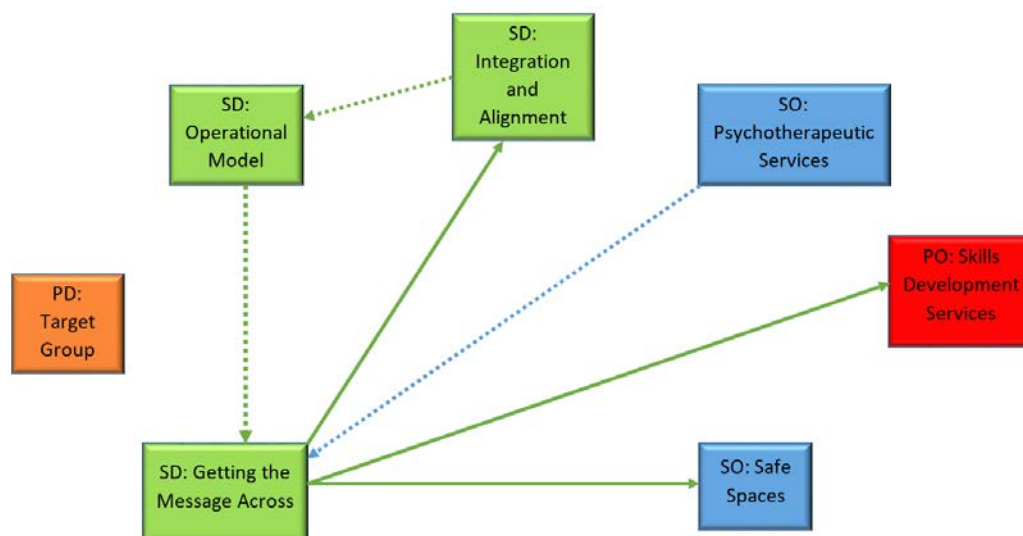 SD:
Integration
and
Alignment
SD:
Operational
Model
SO:
Psychotherapeutic
Services
PO: Skills
Development
Services
PD:
Target
Group
SD: Getting the
Message Across
SO: Safe
Spaces